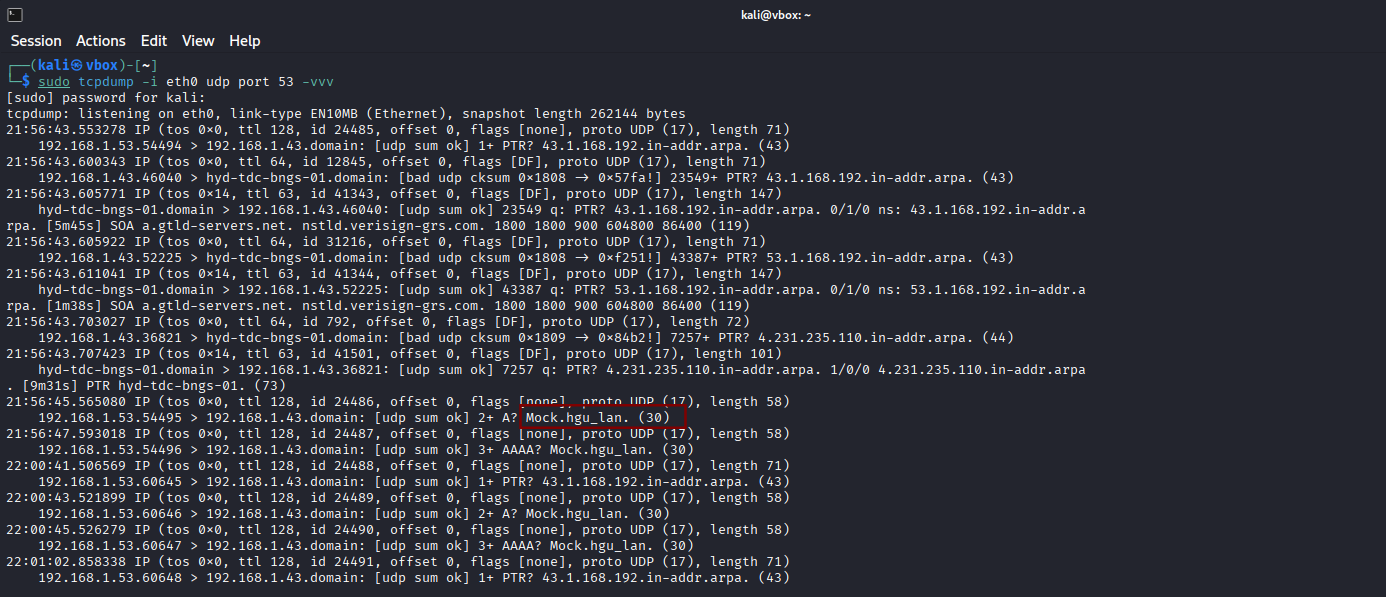 kali@vbox: ~
Session Actions Edit View Help
┌──(kali㉿vbox)-[~]
└─$ sudo tcpdump -i eth0 udp port 53 -vvv
[sudo] password for kali:
tcpdump: listening on eth0, link-type EN10MB (Ethernet), snapshot length 262144 bytes
21:56:43.553278 IP (tos 0×0, ttl 128, id 24485, offset 0, flags [none], proto UDP (17), length 71)
192.168.1.53.54494 > 192.168.1.43.domain: [udp sum ok] 1+ PTR? 43.1.168.192.in-addr.arpa. (43)
21:56:43.600343 IP (tos 0×0, ttl 64, id 12845, offset 0, flags [DF], proto UDP (17), length 71)
192.168.1.43.46040 > hyd-tdc-bngs-01.domain: [bad udp cksum 0×1808 → 0×57fa!] 23549+ PTR? 43.1.168.192.in-addr.arpa. (43)
21:56:43.605771 IP (tos 0×14, ttl 63, id 41343, offset 0, flags [DF], proto UDP (17), length 147)
hyd-tdc-bngs-01.domain > 192.168.1.43.46040: [udp sum ok] 23549 q: PTR? 43.1.168.192.in-addr.arpa. 0/1/0 ns: 43.1.168.192.in-addr.a
rpa. [5m45s] SOA a.gtld-servers.net. nstld.verisign-grs.com. 1800 1800 900 604800 86400 (119)
21:56:43.605922 IP (tos 0×0, ttl 64, id 31216, offset 0, flags [DF], proto UDP (17), length 71)
192.168.1.43.52225 > hyd-tdc-bngs-01.domain: [bad udp cksum 0×1808 → 0×f251!] 43387+ PTR? 53.1.168.192.in-addr.arpa. (43)
21:56:43.611041 IP (tos 0×14, ttl 63, id 41344, offset 0, flags [DF], proto UDP (17), length 147)
hyd-tdc-bngs-01.domain > 192.168.1.43.52225: [udp sum ok] 43387 q: PTR? 53.1.168.192.in-addr.arpa. 0/1/0 ns: 53.1.168.192.in-addr.a
rpa. [1m38s] SOA a.gtld-servers.net. nstld.verisign-grs.com. 1800 1800 900 604800 86400 (119)
21:56:43.703027 IP (tos 0×0, ttl 64, id 792, offset 0, flags [DF], proto UDP (17), length 72)
192.168.1.43.36821 > hyd-tdc-bngs-01.domain: [bad udp cksum 0×1809 → 0×84b2!] 7257+ PTR? 4.231.235.110.in-addr.arpa. (44)
21:56:43.707423 IP (tos 0×14, ttl 63, id 41501, offset 0, flags [DF], proto UDP (17), length 101)
hyd-tdc-bngs-01.domain > 192.168.1.43.36821: [udp sum ok] 7257 q: PTR? 4.231.235.110.in-addr.arpa. 1/0/0 4.231.235.110.in-addr.arpa
. [9m31s] PTR hyd-tdc-bngs-01. (73)
21:56:45.565080 IP (tos 0×0, ttl 128, id 24486, offset 0, flags [none], proto UDP (17), length 58)
192.168.1.53.54495 > 192.168.1.43.domain: [udp sum ok] 2+ A? Mock.hgu_lan. (30)
21:56:47.593018 IP (tos 0×0, ttl 128, id 24487, offset 0, flags [none], proto UDP (17), length 58)
192.168.1.53.54496 > 192.168.1.43.domain: [udp sum ok] 3+ AAAA? Mock.hgu_lan. (30)
22:00:41.506569 IP (tos 0×0, ttl 128, id 24488, offset 0, flags [none], proto UDP (17), length 71)
192.168.1.53.60645 > 192.168.1.43.domain: [udp sum ok] 1+ PTR? 43.1.168.192.in-addr.arpa. (43)
22:00:43.521899 IP (tos 0×0, ttl 128, id 24489, offset 0, flags [none], proto UDP (17), length 58)
192.168.1.53.60646 > 192.168.1.43.domain: [udp sum ok] 2+ A? Mock.hgu_lan. (30)
22:00:45.526279 IP (tos 0×0, ttl 128, id 24490, offset 0, flags [none], proto UDP (17), length 58)
192.168.1.53.60647 > 192.168.1.43.domain: [udp sum ok] 3+ AAAA? Mock.hgu_lan. (30)
22:01:02.858338 IP (tos 0×0, ttl 128, id 24491, offset 0, flags [none], proto UDP (17), length 71)
192.168.1.53.60648 > 192.168.1.43.domain: [udp sum ok] 1+ PTR? 43.1.168.192.in-addr.arpa. (43)